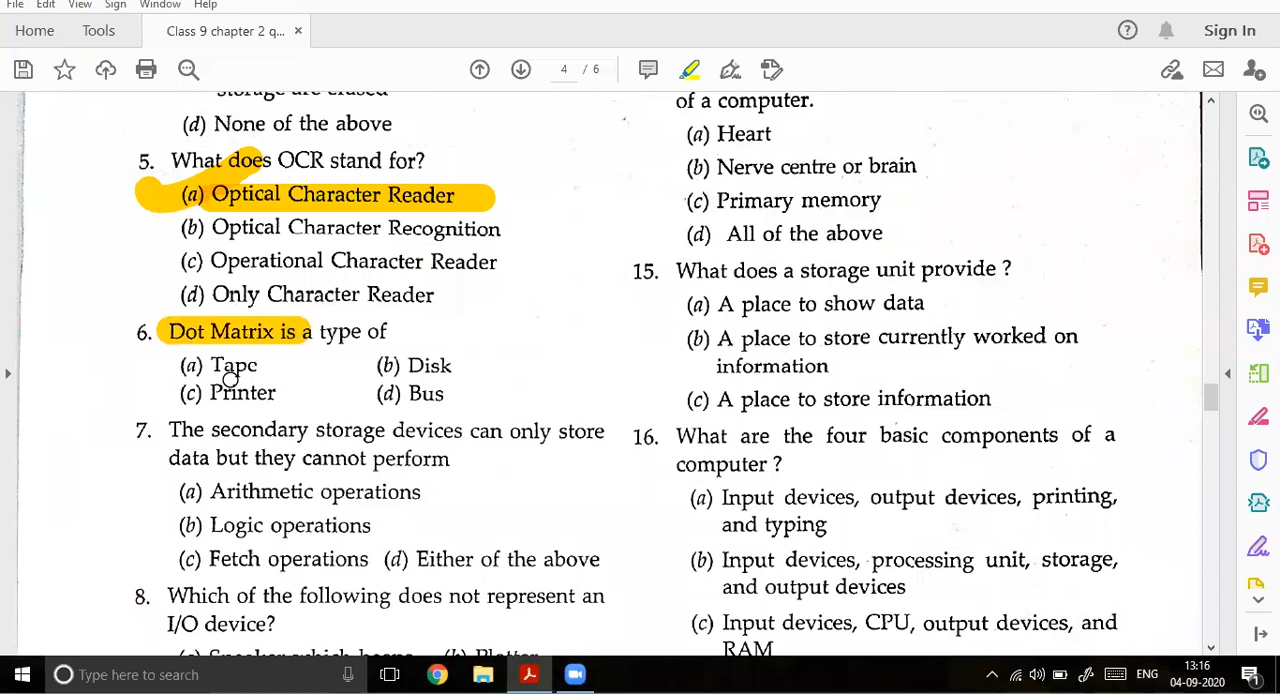 File Edit View Sign Window Help
Home Tools Class 9 chapter 2 q... × Sign In
4 / 6
storage are erased
(d) None of the above
5. What does OCR stand for?
(a) Optical Character Reader
(b) Optical Character Recognition
(c) Operational Character Reader
(d) Only Character Reader
6. Dot Matrix is a type of
(a) Tape (b) Disk
(c) Printer (d) Bus
7. The secondary storage devices can only store
data but they cannot perform
(a) Arithmetic operations
(b) Logic operations
(c) Fetch operations (d) Either of the above
8. Which of the following does not represent an
I/O device?
(a) Speaker which beeps (b) Plotter
of a computer.
(a) Heart
(b) Nerve centre or brain
(c) Primary memory
(d) All of the above
15. What does a storage unit provide ?
(a) A place to show data
(b) A place to store currently worked on
information
(c) A place to store information
16. What are the four basic components of a
computer ?
(a) Input devices, output devices, printing,
and typing
(b) Input devices, processing unit, storage,
and output devices
(c) Input devices, CPU, output devices, and
RAM
Type here to search
ENG
13:16
04-09-2020